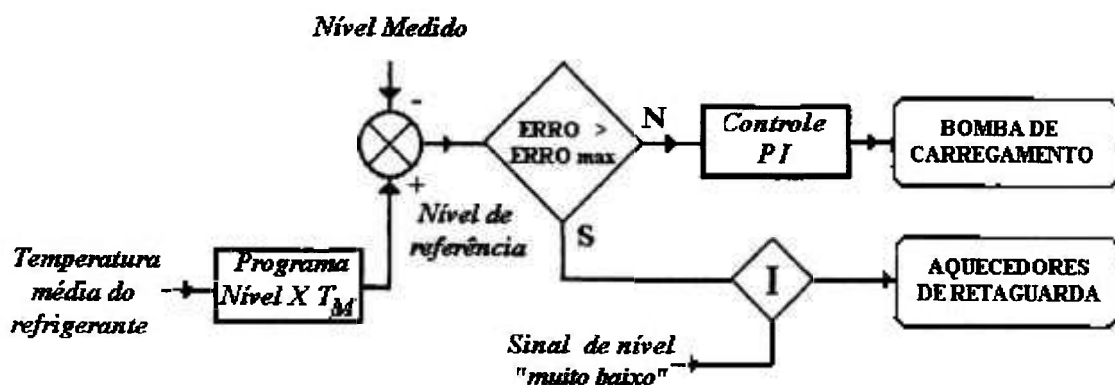 Nível Medido
-
ERRO >
ERRO max
N
Controle
PI
BOMBA DE
CARREGAMENTO
+
Nível de
referência
S
Temperatura
média do
refrigerante
Programa
Nível X TM
I
AQUECEDORES
DE RETAGUARDA
Sinal de nível
"muito baixo"